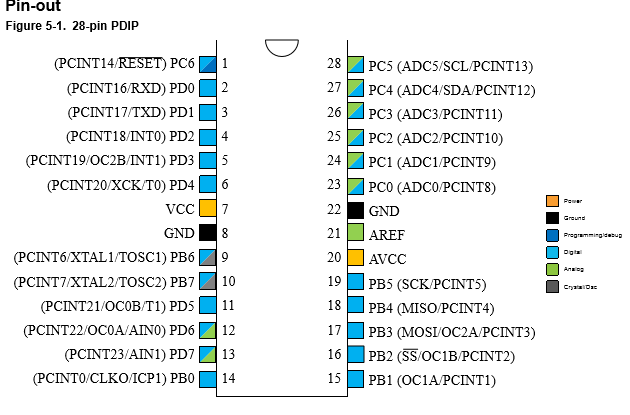 Pin-out
Figure 5-1. 28-pin PDIP
(PCINT14/RESET) PC6 1
28 PC5 (ADC5/SCL/PCINT13)
(PCINT16/RXD) PD0 2
27 PC4 (ADC4/SDA/PCINT12)
(PCINT17/TXD) PD1 3
26 PC3 (ADC3/PCINT11)
(PCINT18/INT0) PD2 4
25 PC2 (ADC2/PCINT10)
(PCINT19/OC2B/INT1) PD3 5
24 PC1 (ADC1/PCINT9)
(PCINT20/XCK/T0) PD4 6
23 PC0 (ADC0/PCINT8)
VCC 7
22 GND
GND 8
21 AREF
(PCINT6/XTAL1/TOSC1) PB6 9
20 AVCC
(PCINT7/XTAL2/TOSC2) PB7 10
19 PB5 (SCK/PCINT5)
(PCINT21/OC0B/T1) PD5 11
18 PB4 (MISO/PCINT4)
(PCINT22/OC0A/AIN0) PD6 12
17 PB3 (MOSI/OC2A/PCINT3)
(PCINT23/AIN1) PD7 13
16 PB2 (SS/OC1B/PCINT2)
(PCINT0/CLKO/ICP1) PB0 14
15 PB1 (OC1A/PCINT1)
Power
Ground
Programming/debug
Digital
Analog
Crystal/Osc